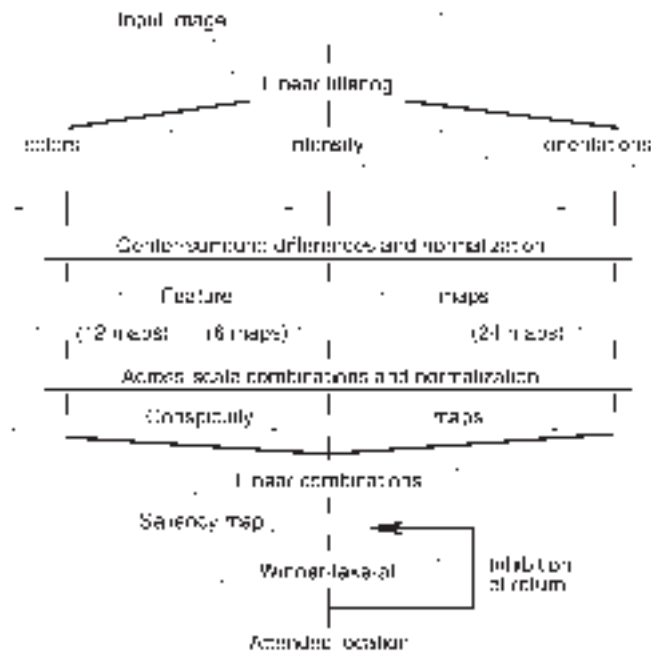 Input image
Linear filtering
colors intensity orientations
Center-surround differences and normalization
Feature maps
(12 maps) (6 maps) (24 maps)
Across-scale combinations and normalization
Conspicuity maps
Linear combinations
Saliency map
Winner-take-all
Inhibition
of return
Attended location